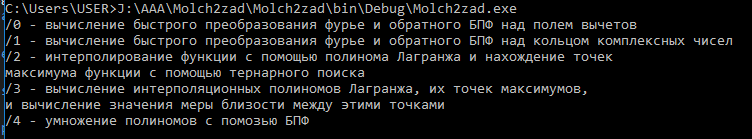 C:\Users\USER>J:\AAA\Molch2zad\Molch2zad\bin\Debug\Molch2zad.exe
/0 - вычисление быстрого преобразования фурье и обратного БПФ над полем вычетов
/1 - вычисление быстрого преобразования фурье и обратного БПФ над кольцом комплексных чисел
/2 - интерполирование функции с помощью полинома Лагранжа и нахождение точек
максимума функции с помощью тернарного поиска
/3 - вычисление интерполяционных полиномов Лагранжа, их точек максимумов,
и вычисление значения меры близости между этими точками
/4 - умножение полиномов с помозью БПФ